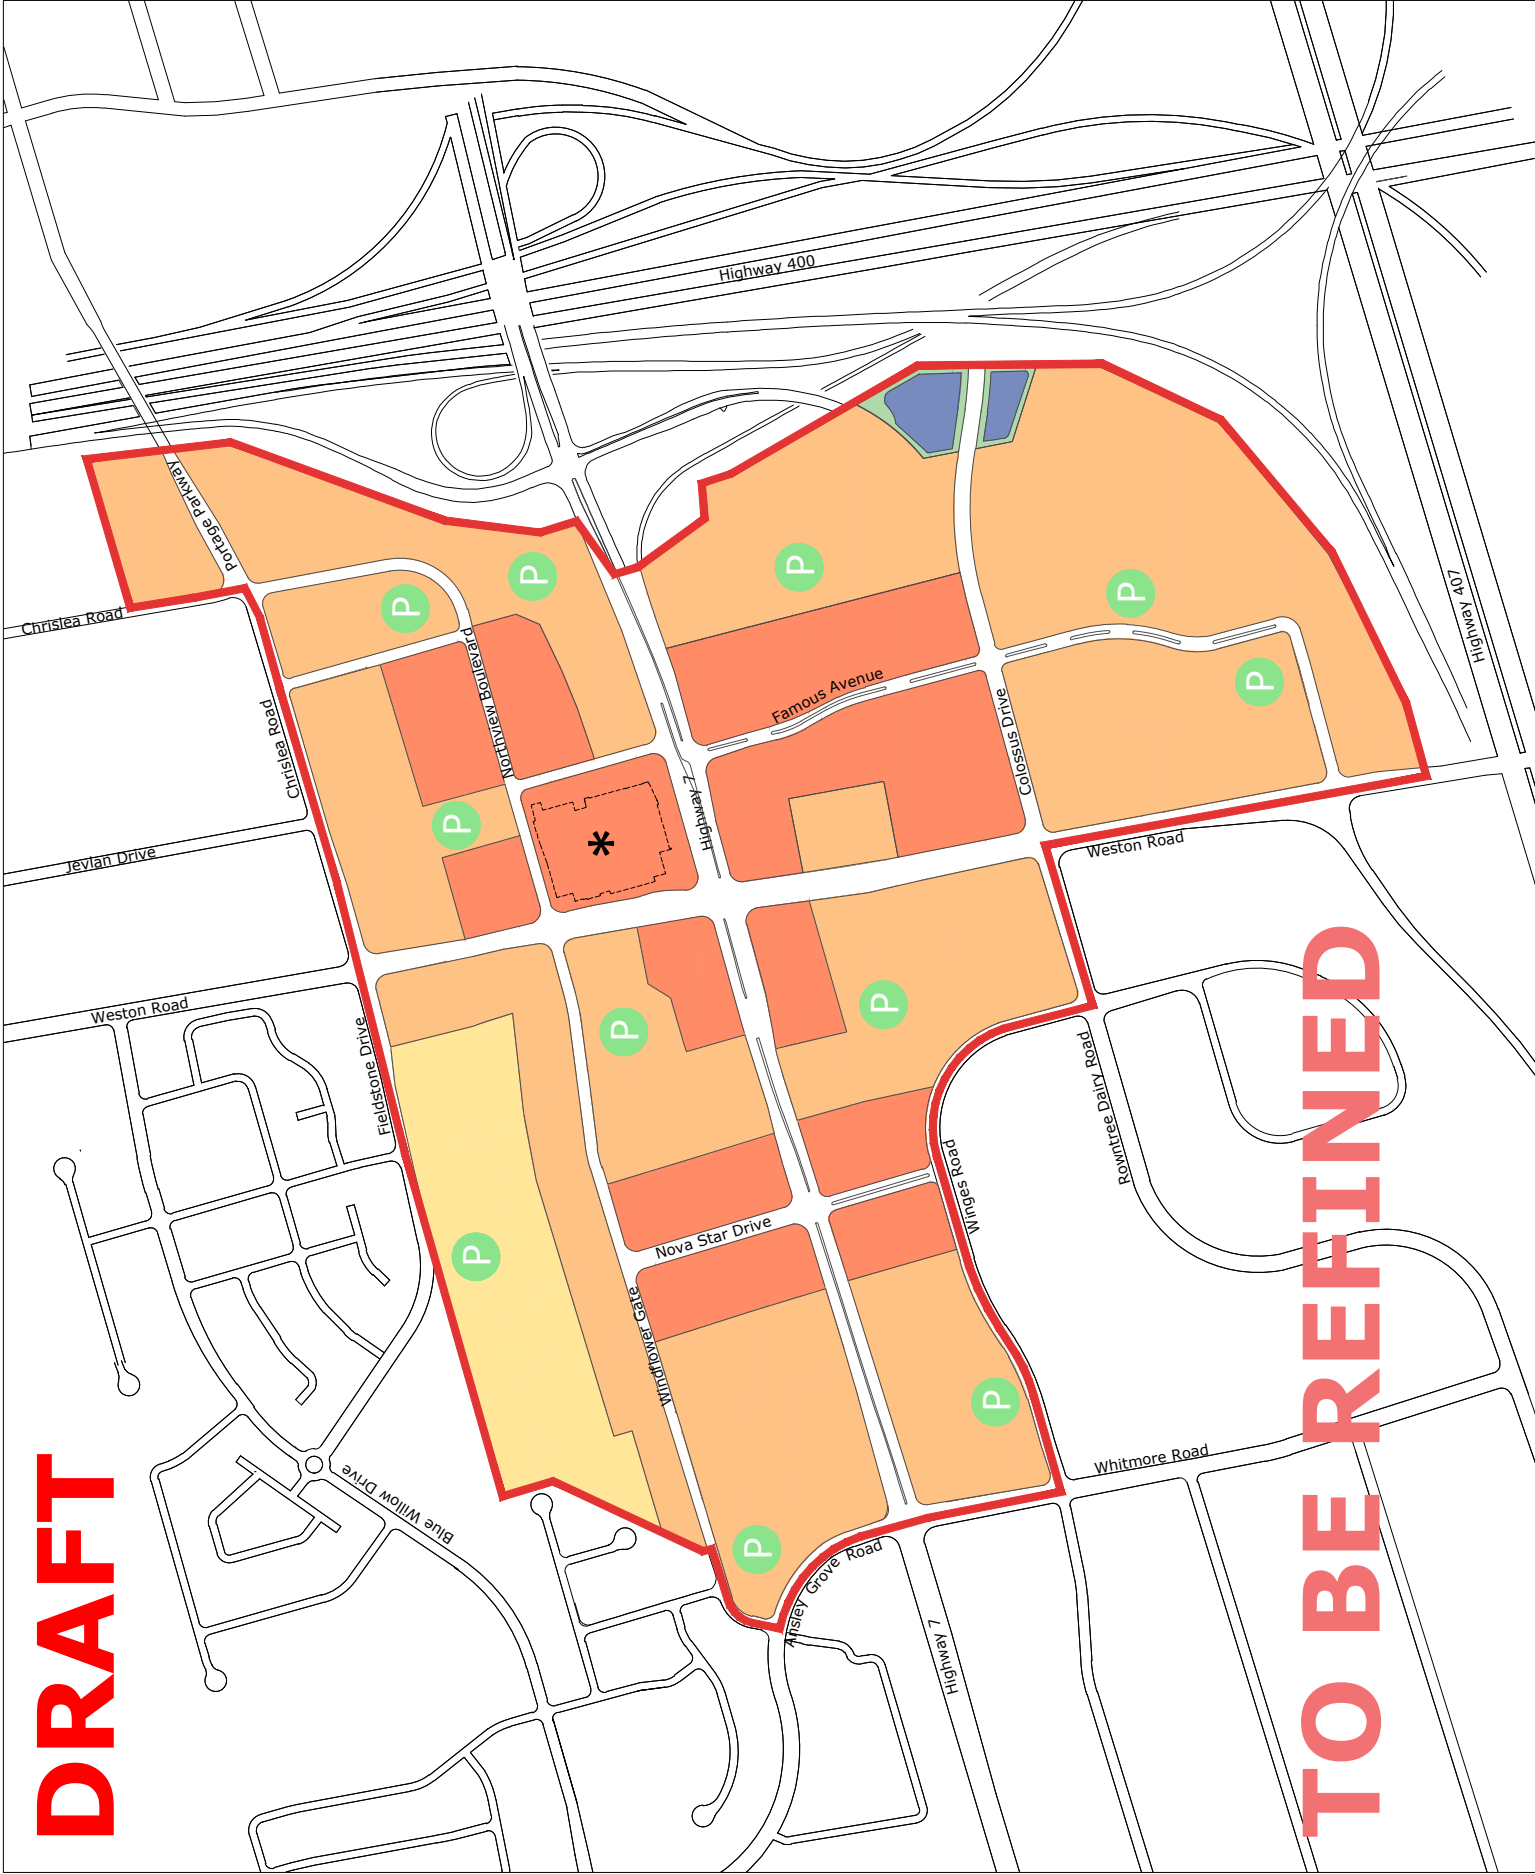 DRAFT
TO BE REFINED
Highway 400
Portage Parkway
Chrislea Road
Highway 407
Northview Boulevard
Famous Avenue
Colossus Drive
Chrislea Road
Highway 7
Jevlan Drive
Weston Road
Weston Road
Fieldstone Drive
Rowntree Dairy Road
Winges Road
Nova Star Drive
Windflower Gate
Whitmore Road
Blue Willow Drive
Ansley Grove Road
Highway 7
P
P
P
P
P
P
P
P
P
P
P
*